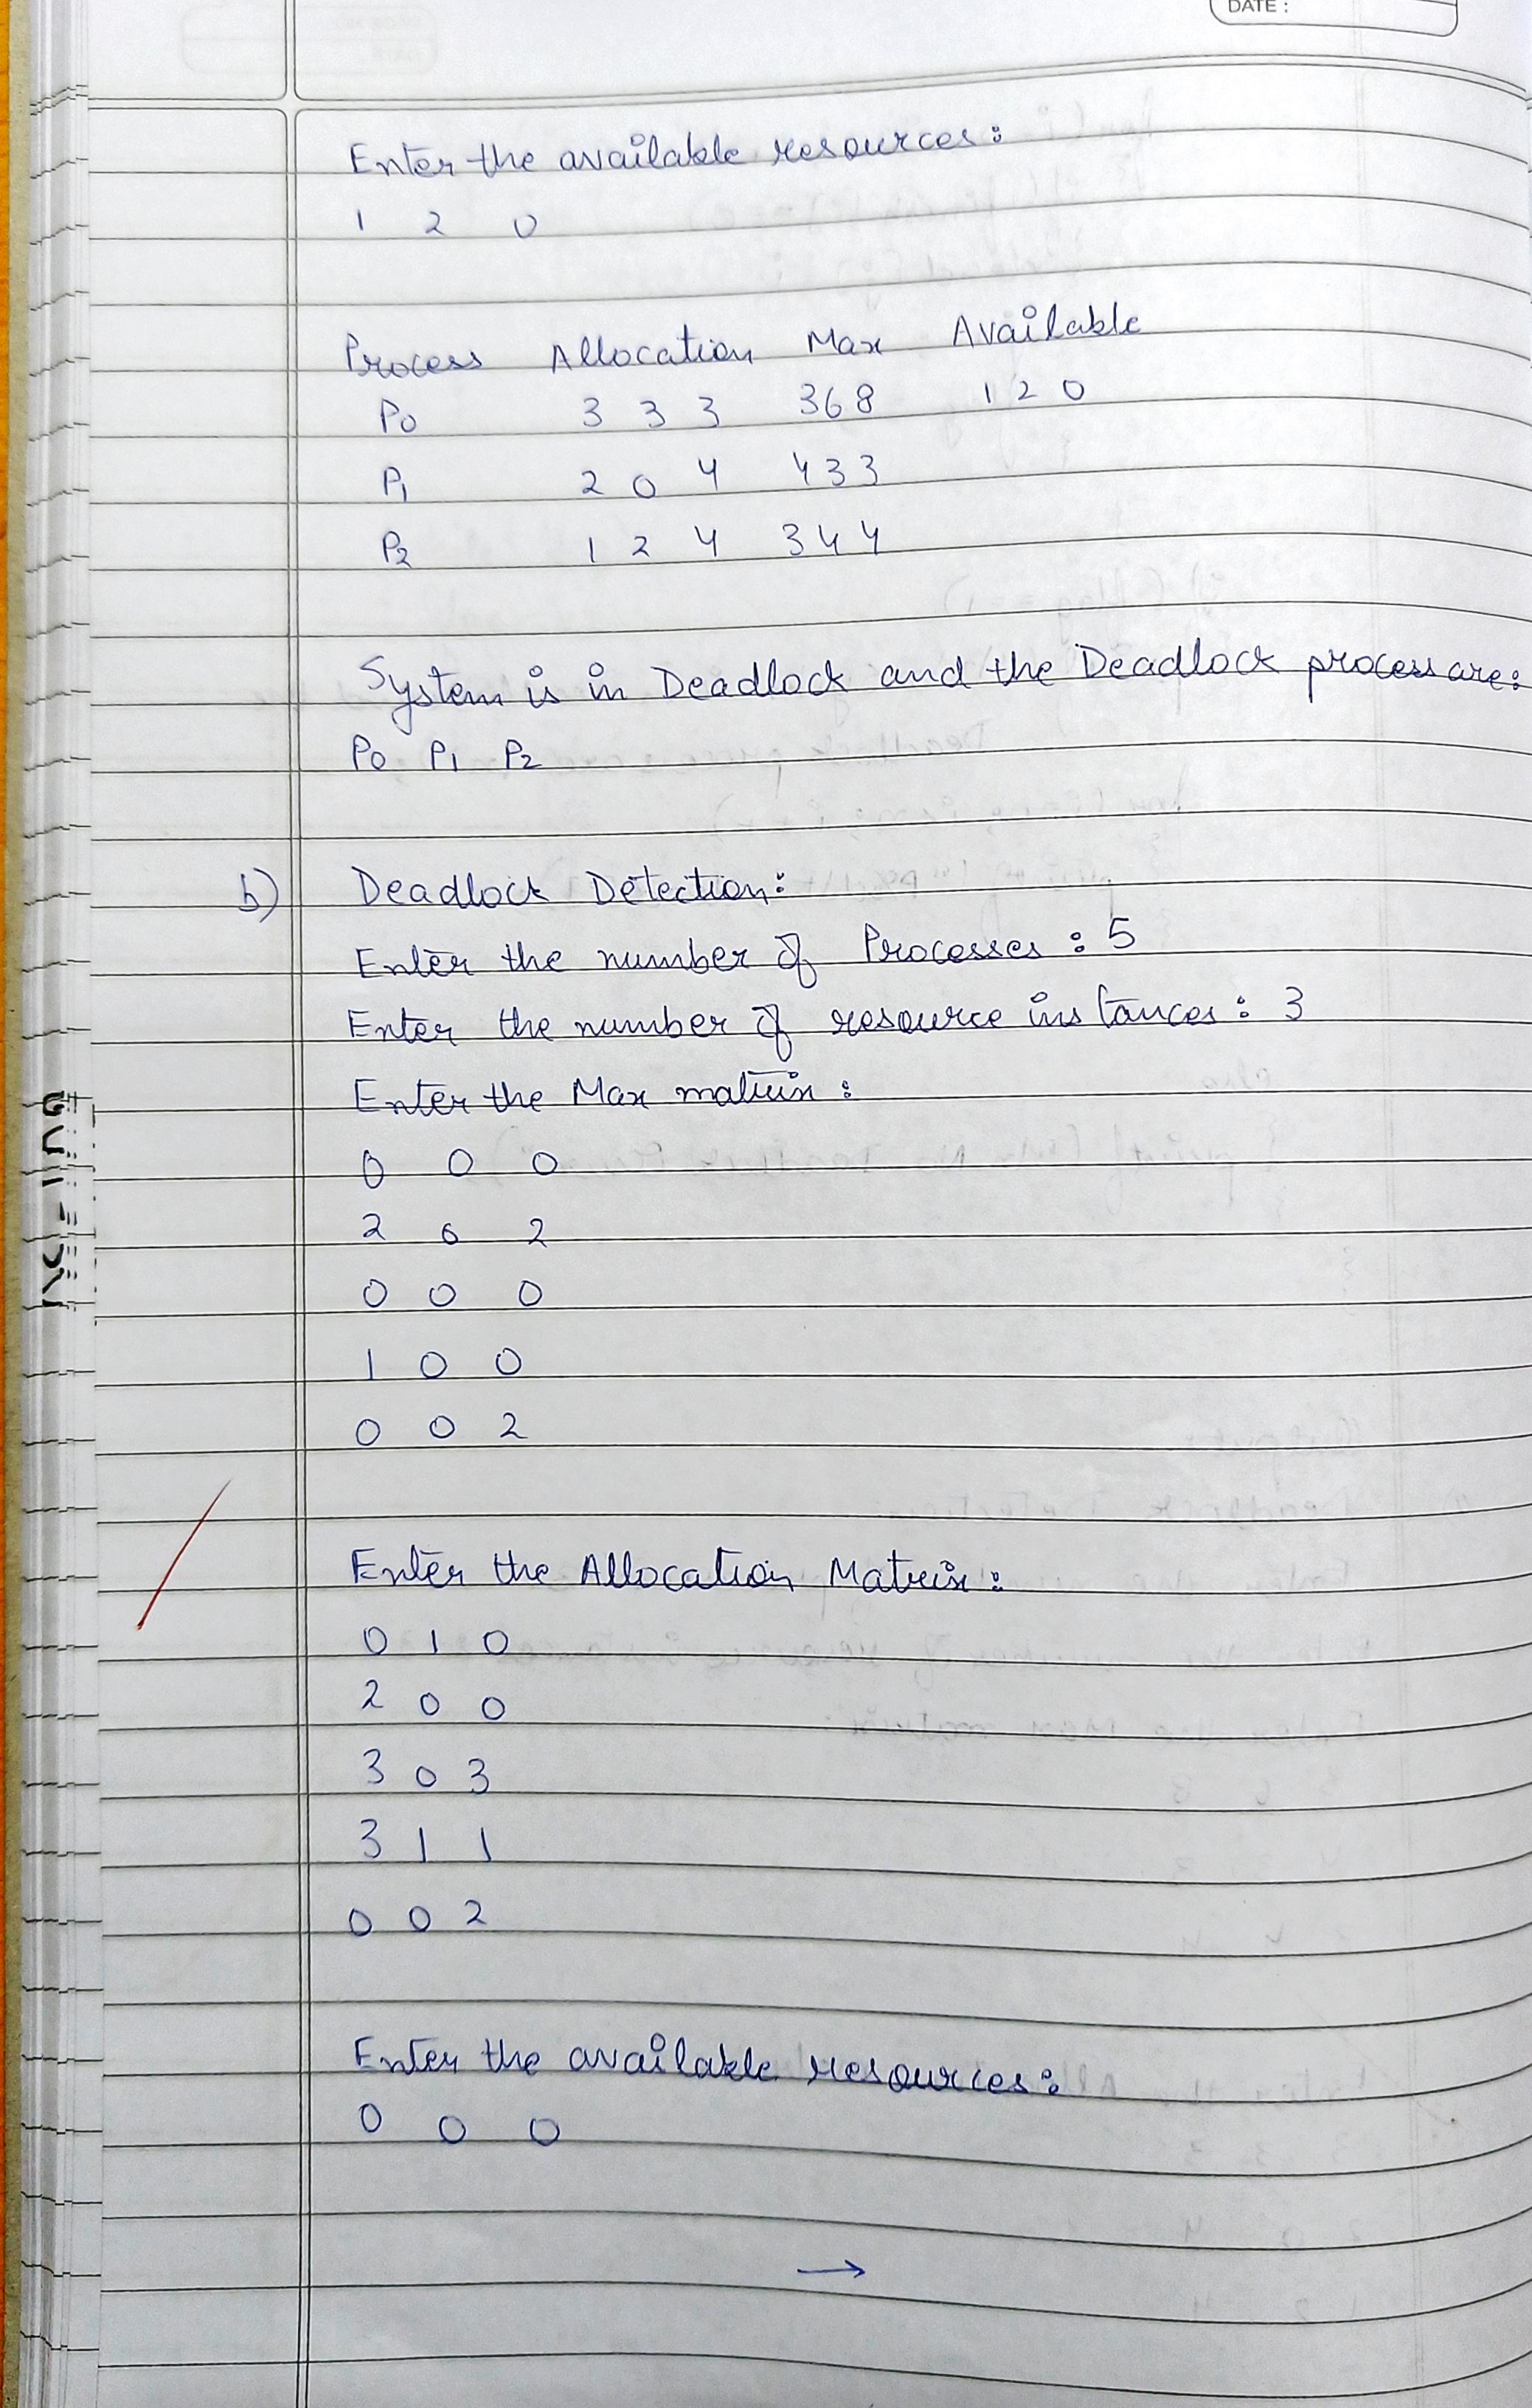 DATE :
Enter the available resources:
1 2 0
Process Allocation Max Available
P0 3 3 3 3 6 8 1 2 0
P1 2 0 4 4 3 3
P2 1 2 4 3 4 4
System is in Deadlock and the Deadlock process are:
P0 P1 P2
b) Deadlock Detection:
Enter the number of Processes : 5
Enter the number of resource instances : 3
Enter the Max matrix :
0 0 0
2 0 2
0 0 0
1 0 0
0 0 2
Enter the Allocation Matrix :
0 1 0
2 0 0
3 0 3
3 1 1
0 0 2
Enter the available resources:
0 0 0
→